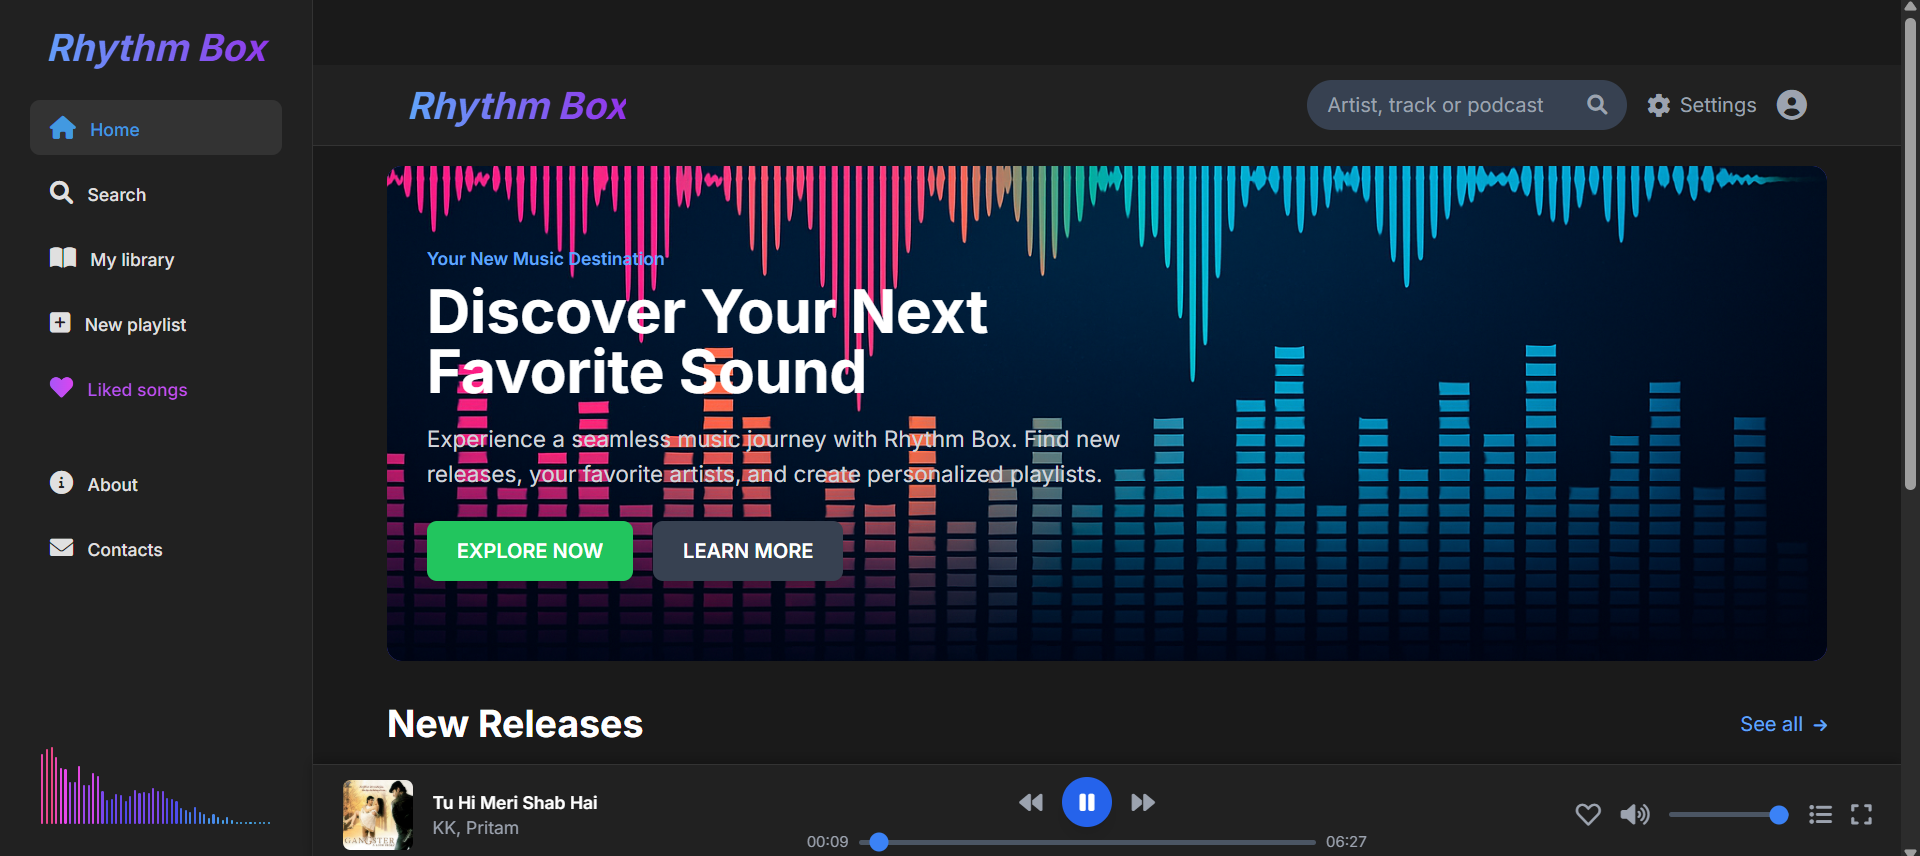 Rhythm Box
Home
Search
My library
New playlist
Liked songs
About
Contacts
Rhythm Box
Artist, track or podcast
Settings
Your New Music Destination
Discover Your Next
Favorite Sound
Experience a seamless music journey with Rhythm Box. Find new
releases, your favorite artists, and create personalized playlists.
EXPLORE NOW
LEARN MORE
New Releases
See all →
GANGSTER
Tu Hi Meri Shab Hai
KK, Pritam
00:09
06:27